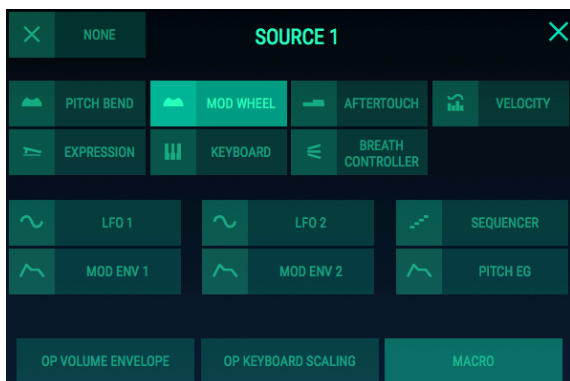 NONE
SOURCE 1
PITCH BEND
MOD WHEEL
AFTERTOUCH
VELOCITY
EXPRESSION
KEYBOARD
BREATH
CONTROLLER
LFO 1
LFO 2
SEQUENCER
MOD ENV 1
MOD ENV 2
PITCH EG
OP VOLUME ENVELOPE
OP KEYBOARD SCALING
MACRO